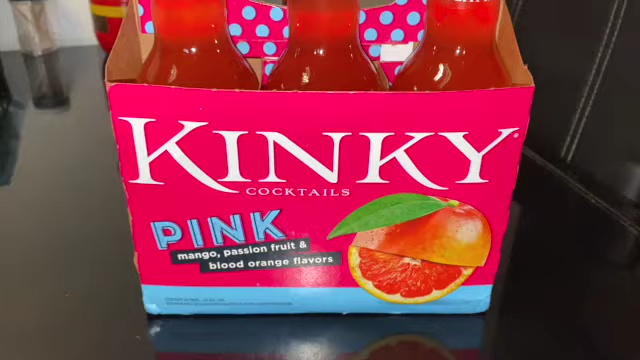 KINKY
COCKTAILS
PINK
mango, passion fruit &
blood orange flavors